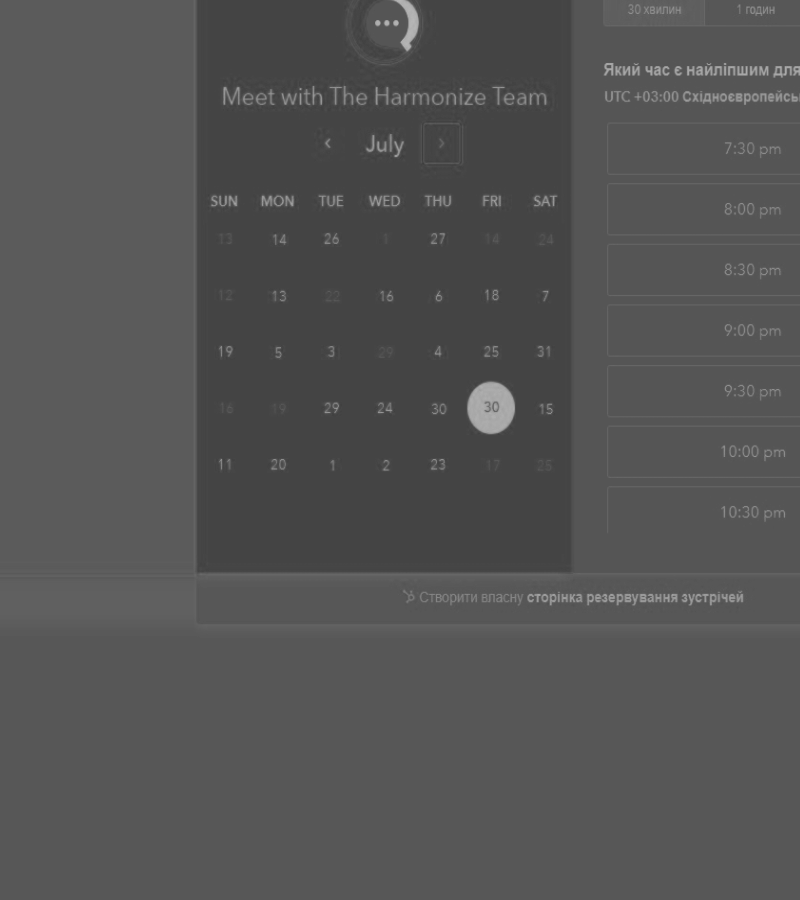 30 хвилин 1 годин
Meet with The Harmonize Team
Який час є найліпшим для
UTC +03:00 Східноєвропейсь
‹ July ›
7:30 pm
SUN MON TUE WED THU FRI SAT
8:00 pm
13 14 26 1 27 14 24
8:30 pm
12 13 22 16 6 18 7
9:00 pm
19 5 3 29 4 25 31
9:30 pm
16 19 29 24 30 30 15
10:00 pm
11 20 1 2 23 17 25
10:30 pm
Створити власну сторінка резервування зустрічей